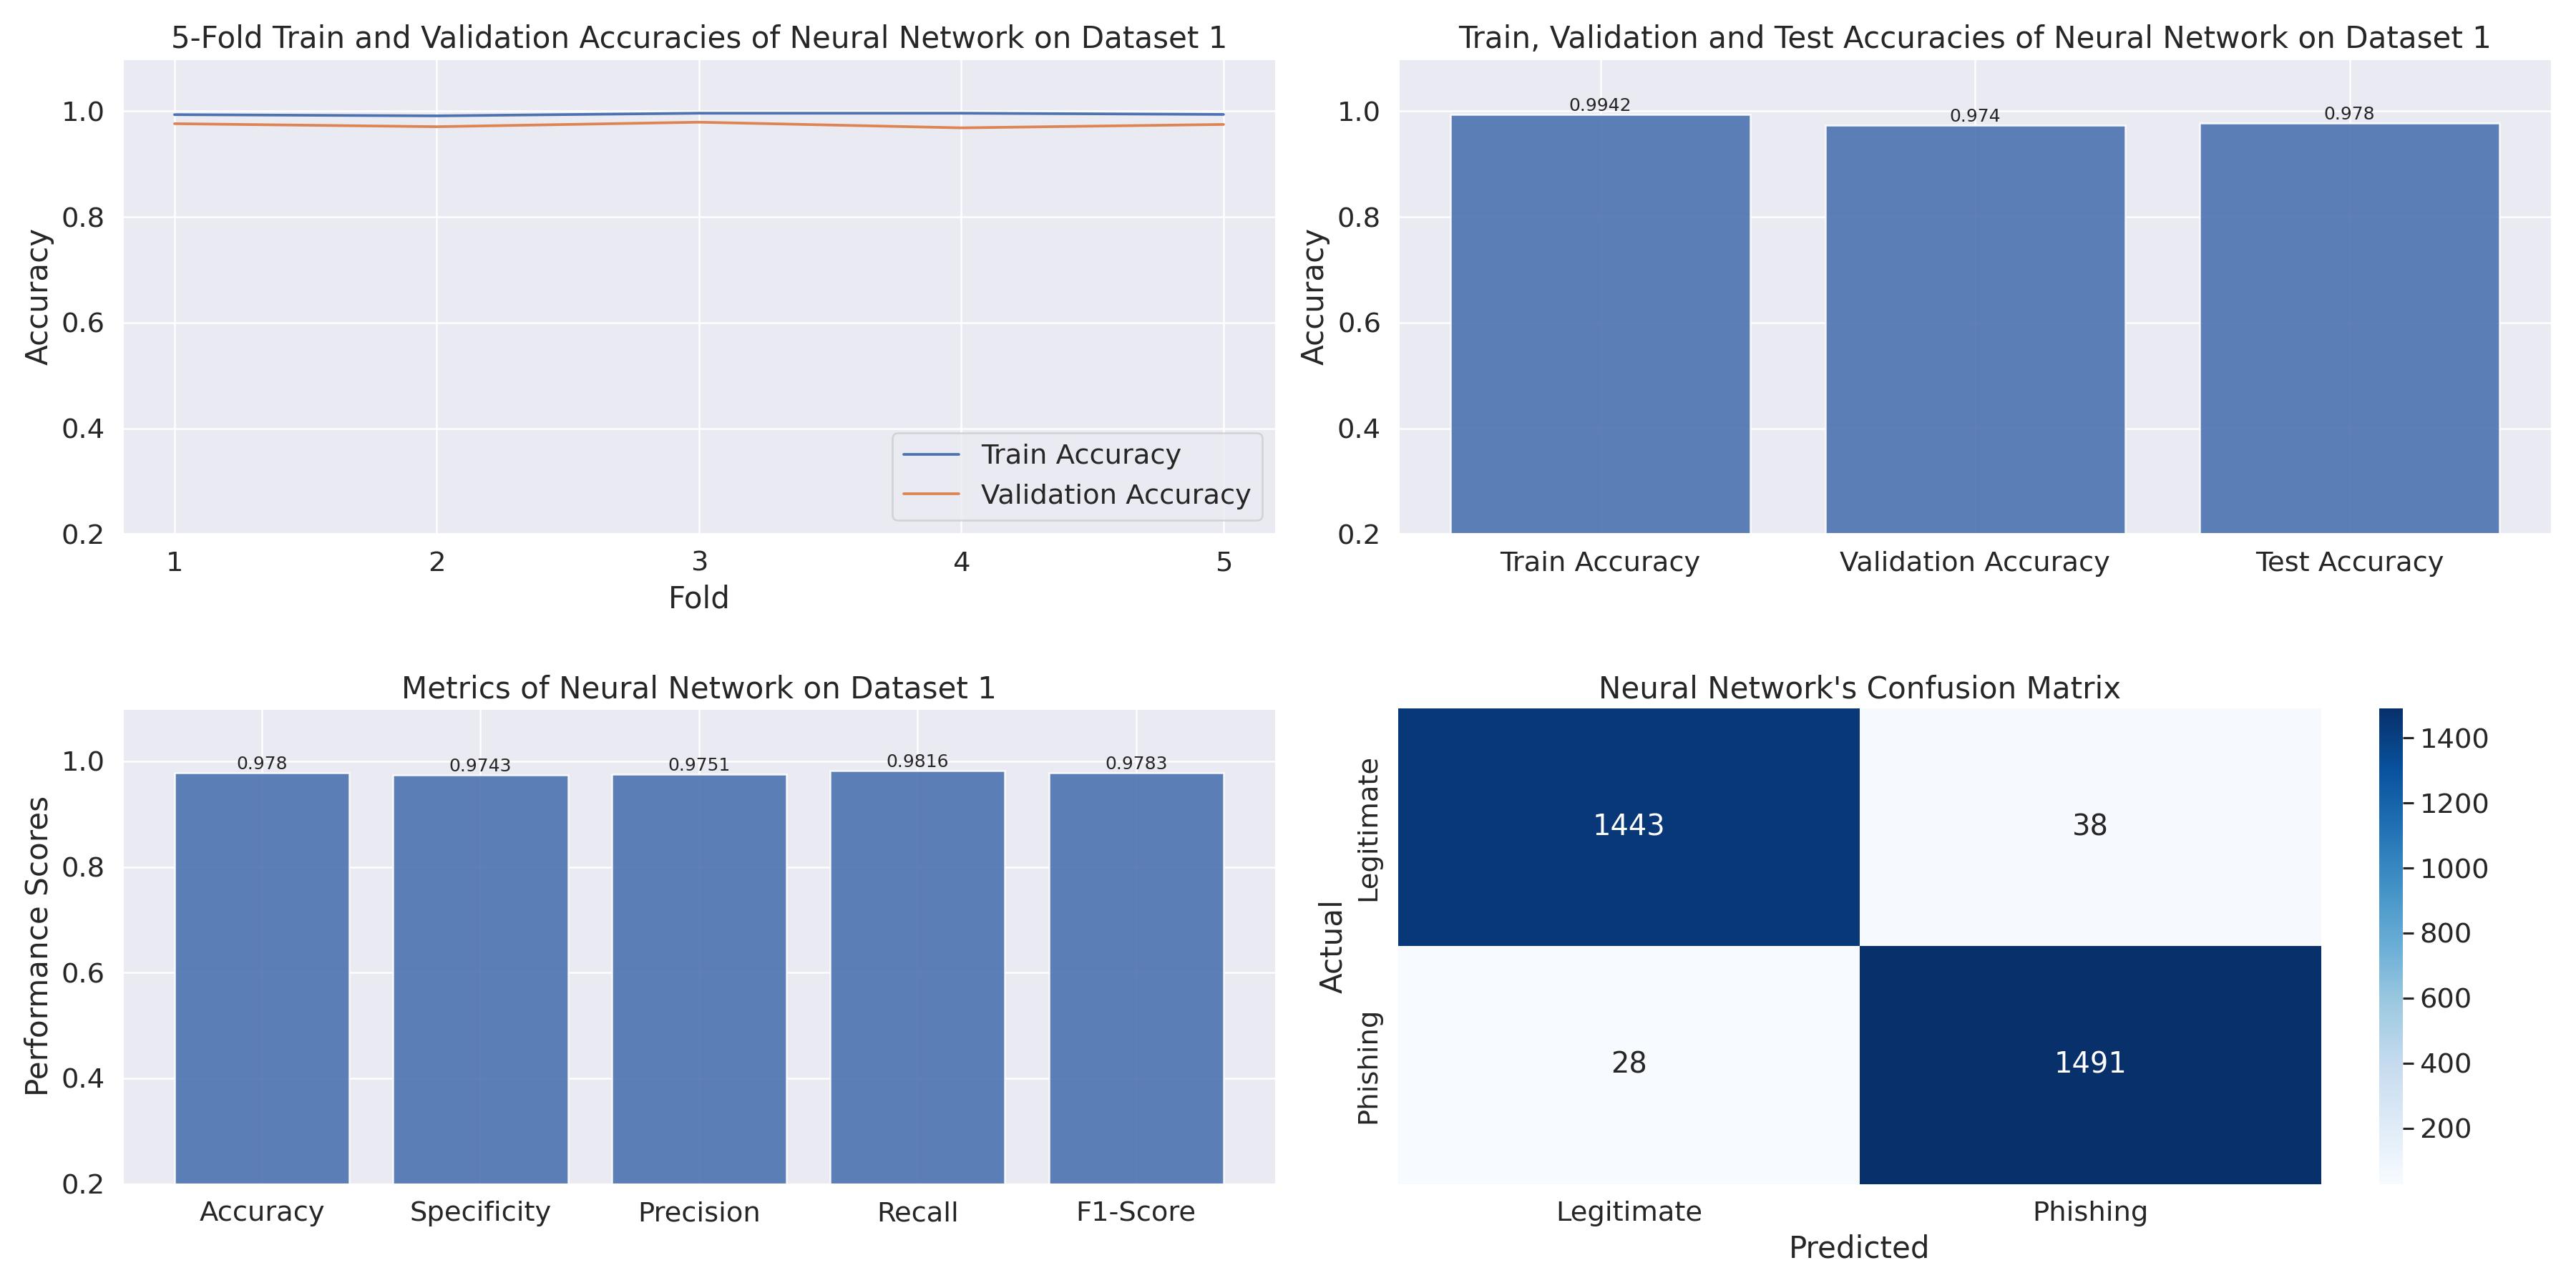 5-Fold Train and Validation Accuracies of Neural Network on Dataset 1
Accuracy
1.0
0.8
0.6
0.4
0.2
1 2 3 4 5
Fold
Train Accuracy
Validation Accuracy
Train, Validation and Test Accuracies of Neural Network on Dataset 1
Accuracy
1.0
0.8
0.6
0.4
0.2
0.9942 0.974 0.978
Train Accuracy Validation Accuracy Test Accuracy
Metrics of Neural Network on Dataset 1
Performance Scores
1.0
0.8
0.6
0.4
0.2
0.978 0.9743 0.9751 0.9816 0.9783
Accuracy Specificity Precision Recall F1-Score
Neural Network's Confusion Matrix
Actual
Legitimate
Phishing
1443 38
28 1491
Legitimate Phishing
Predicted
1400
1200
1000
800
600
400
200